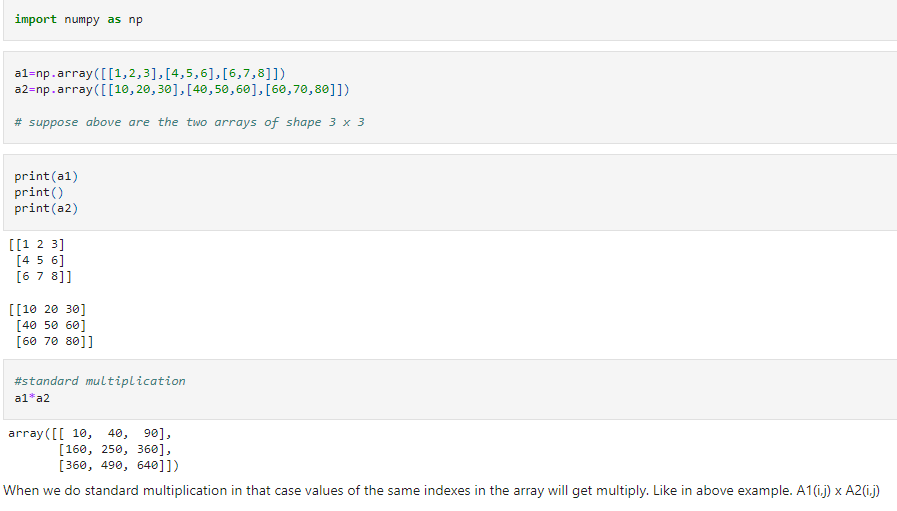 import numpy as np
a1=np.array([[1,2,3],[4,5,6],[6,7,8]])
a2=np.array([[10,20,30],[40,50,60],[60,70,80]])
# suppose above are the two arrays of shape 3 x 3
print(a1)
print()
print(a2)
[[1 2 3]
 [4 5 6]
 [6 7 8]]
[[10 20 30]
 [40 50 60]
 [60 70 80]]
#standard multiplication
a1*a2
array([[ 10,  40,  90],
       [160, 250, 360],
       [360, 490, 640]])
When we do standard multiplication in that case values of the same indexes in the array will get multiply. Like in above example. A1(i,j) x A2(i,j)